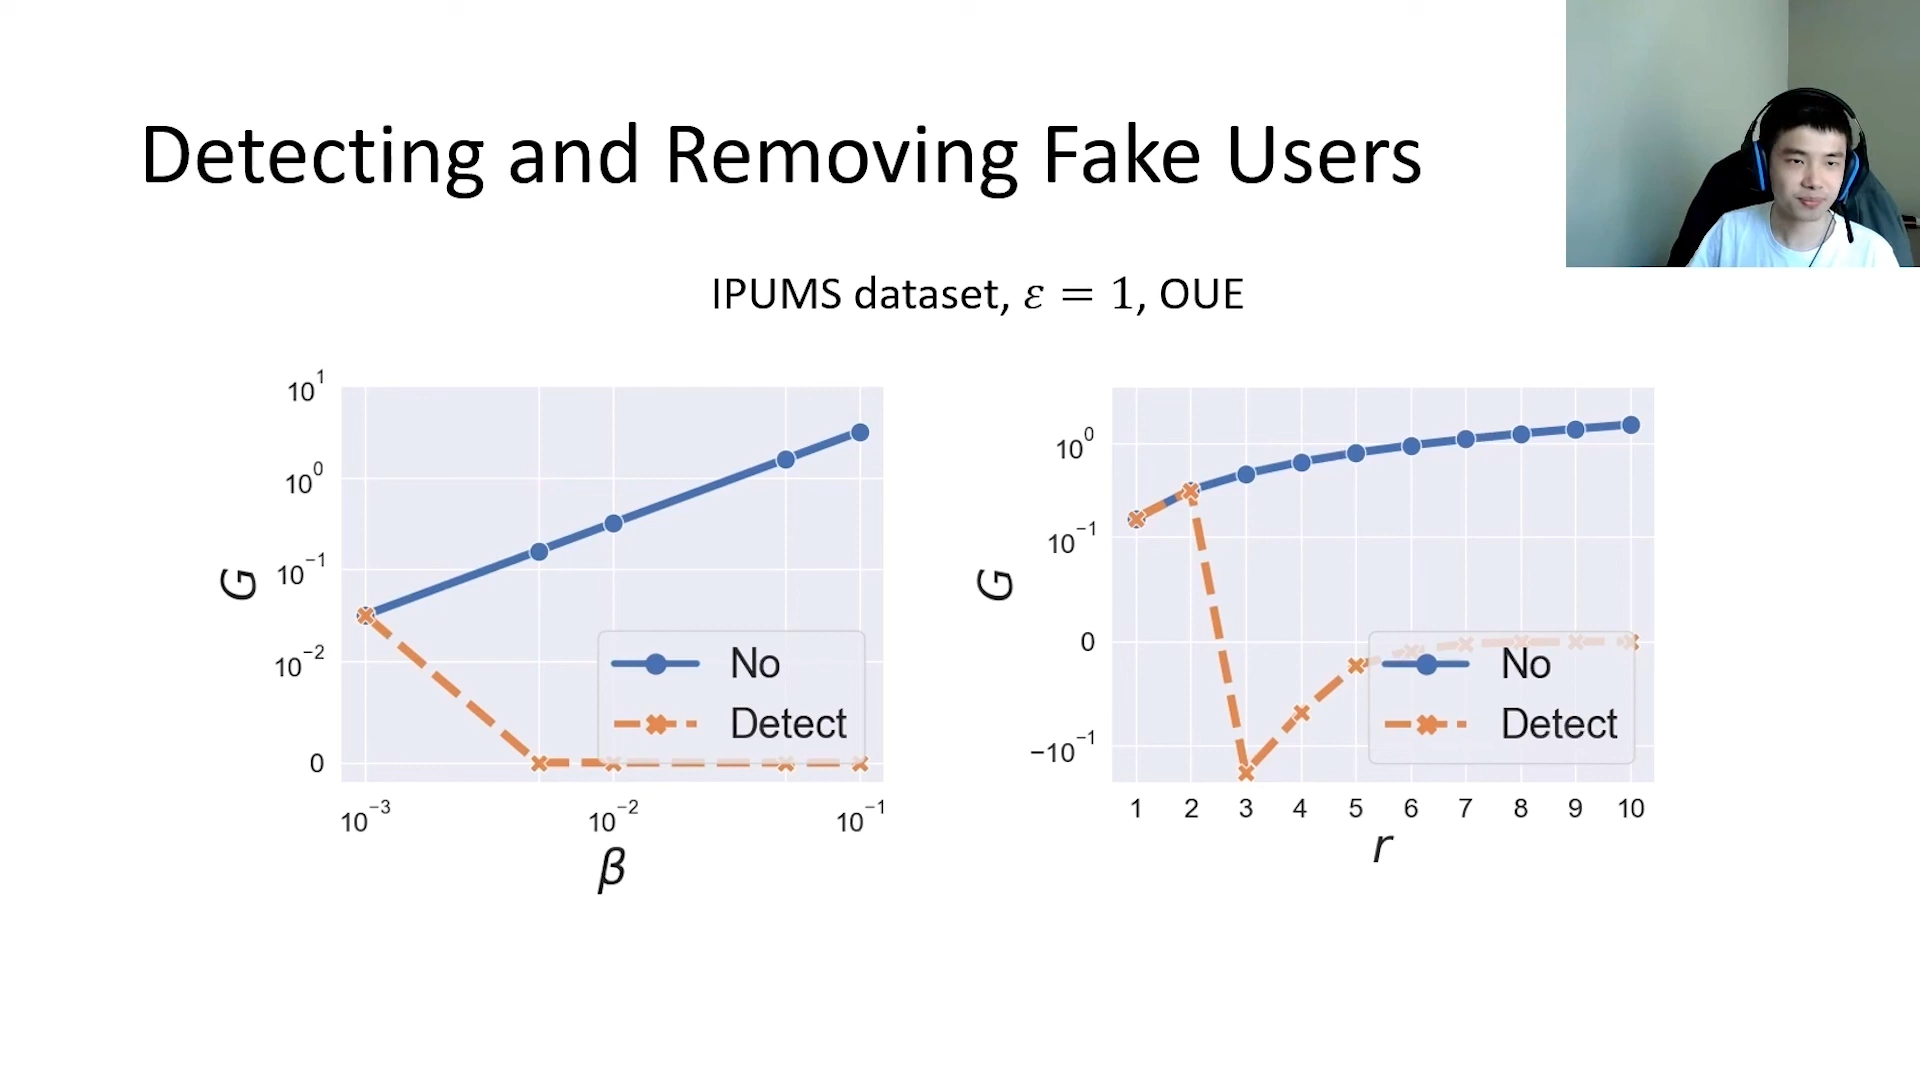 Detecting and Removing Fake Users
IPUMS dataset, ε = 1, OUE
10^1
10^0
10^-1
10^-2
0
G
No
Detect
10^-3
10^-2
10^-1
β
10^0
10^-1
0
−10^-1
G
No
Detect
1 2 3 4 5 6 7 8 9 10
r